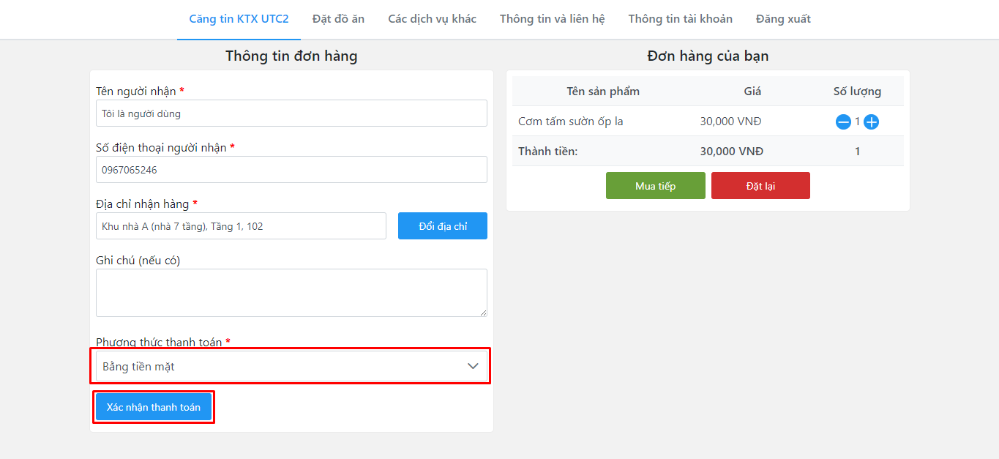 Căng tin KTX UTC2 Đặt đồ ăn Các dịch vụ khác Thông tin và liên hệ Thông tin tài khoản Đăng xuất
Thông tin đơn hàng
Tên người nhận *
Tôi là người dùng
Số điện thoại người nhận *
0967065246
Địa chỉ nhận hàng *
Khu nhà A (nhà 7 tầng), Tầng 1, 102
Đổi địa chỉ
Ghi chú (nếu có)
Phương thức thanh toán *
Bằng tiền mặt
Xác nhận thanh toán
Đơn hàng của bạn
Tên sản phẩm Giá Số lượng
Cơm tấm sườn ốp la 30,000 VNĐ 1
Thành tiền: 30,000 VNĐ 1
Mua tiếp Đặt lại